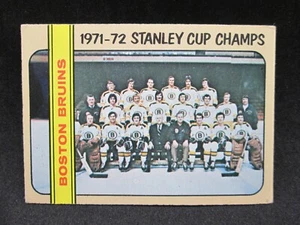 1971-72 STANLEY CUP CHAMPS
BOSTON BRUINS